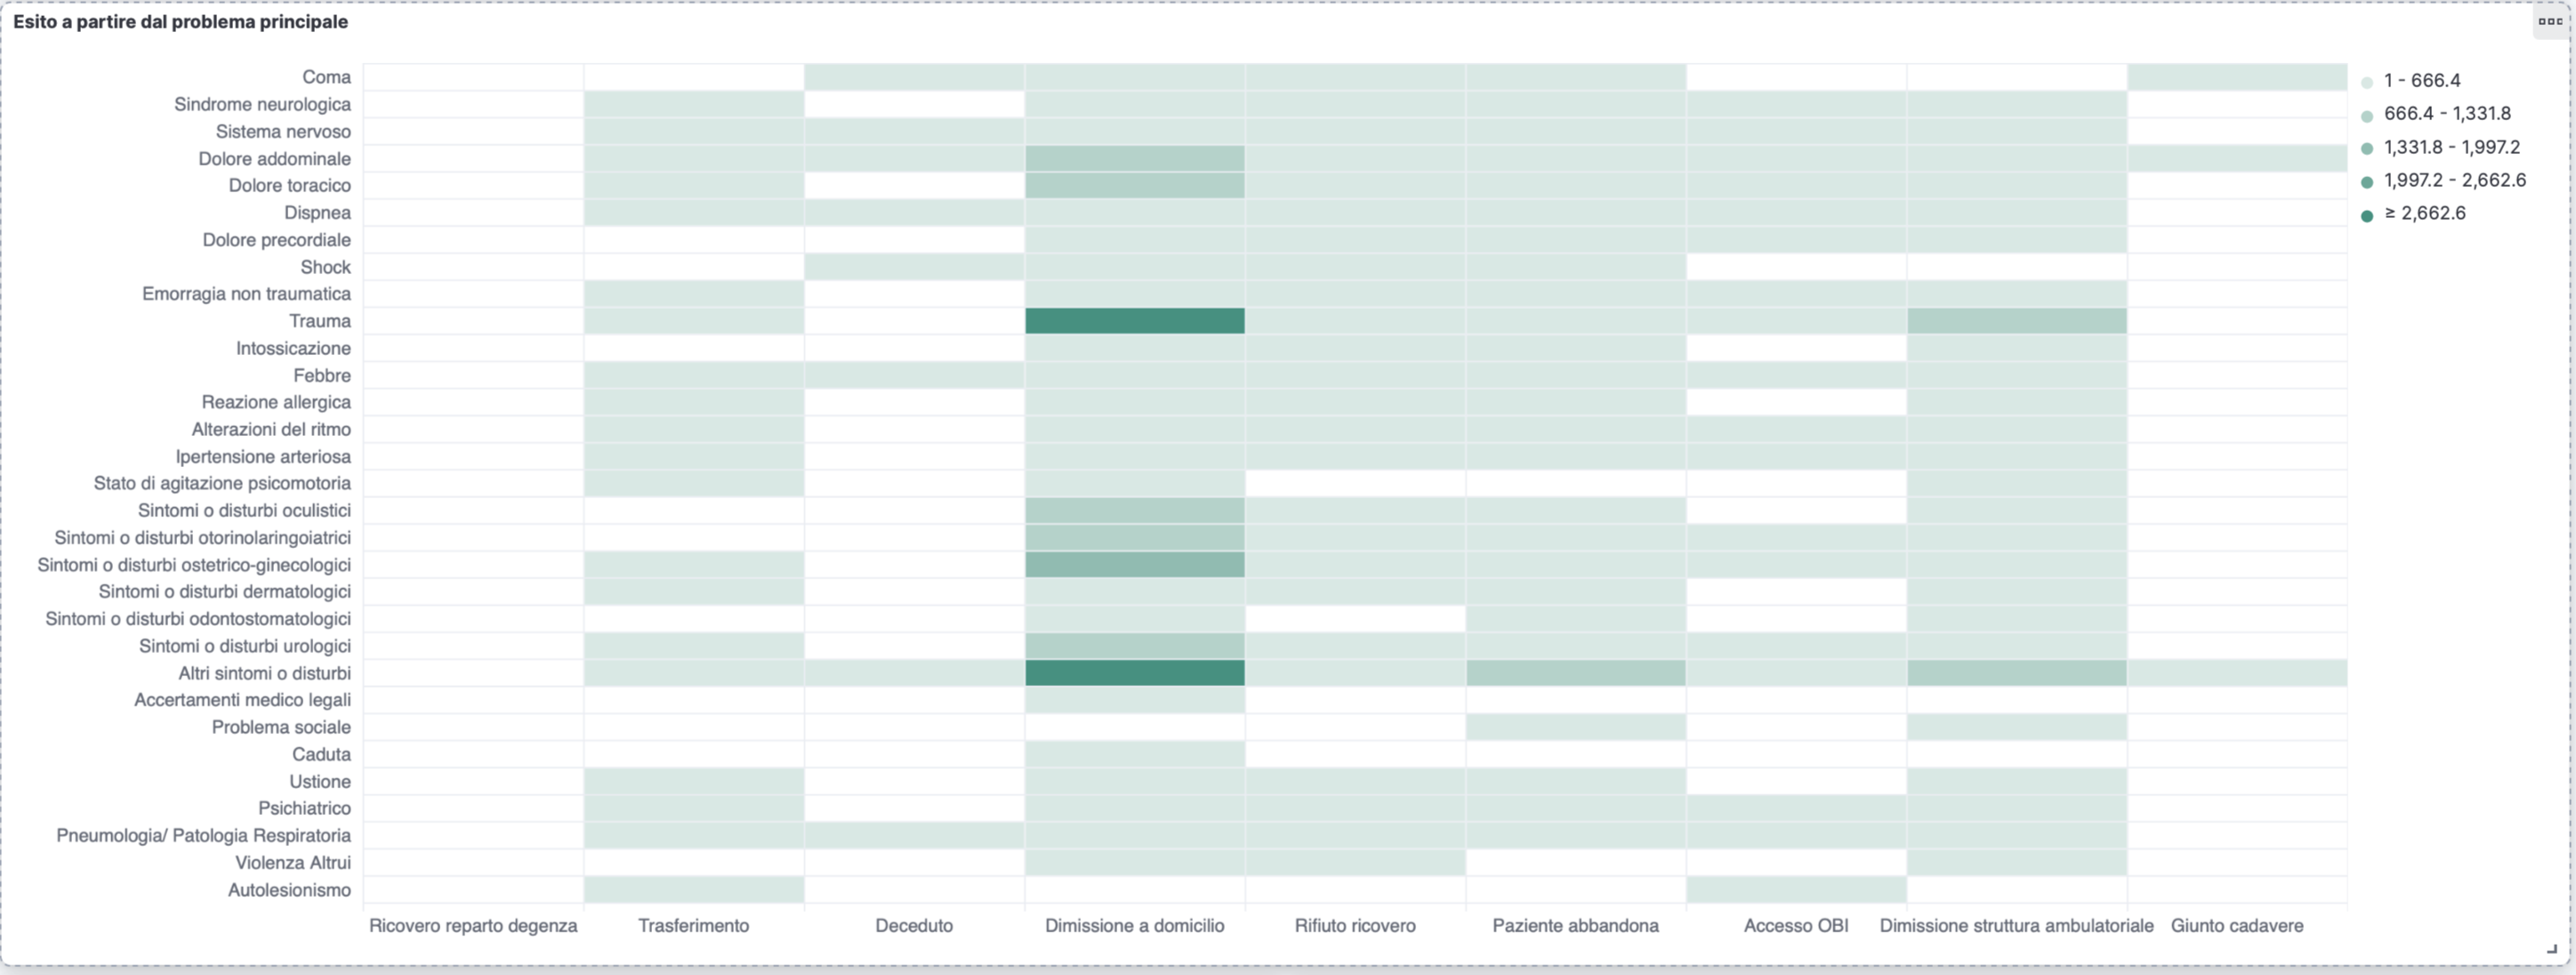 Esito a partire dal problema principale
Coma
Sindrome neurologica
Sistema nervoso
Dolore addominale
Dolore toracico
Dispnea
Dolore precordiale
Shock
Emorragia non traumatica
Trauma
Intossicazione
Febbre
Reazione allergica
Alterazioni del ritmo
Ipertensione arteriosa
Stato di agitazione psicomotoria
Sintomi o disturbi oculistici
Sintomi o disturbi otorinolaringoiatrici
Sintomi o disturbi ostetrico-ginecologici
Sintomi o disturbi dermatologici
Sintomi o disturbi odontostomatologici
Sintomi o disturbi urologici
Altri sintomi o disturbi
Accertamenti medico legali
Problema sociale
Caduta
Ustione
Psichiatrico
Pneumologia/ Patologia Respiratoria
Violenza Altrui
Autolesionismo
Ricovero reparto degenza Trasferimento Deceduto Dimissione a domicilio Rifiuto ricovero Paziente abbandona Accesso OBI Dimissione struttura ambulatoriale Giunto cadavere
1 - 666.4
666.4 - 1,331.8
1,331.8 - 1,997.2
1,997.2 - 2,662.6
≥ 2,662.6